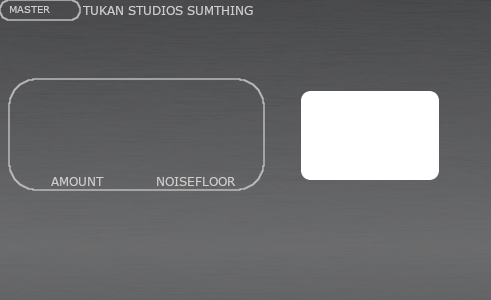 MASTER
TUKAN STUDIOS SUMTHING
AMOUNT
NOISEFLOOR